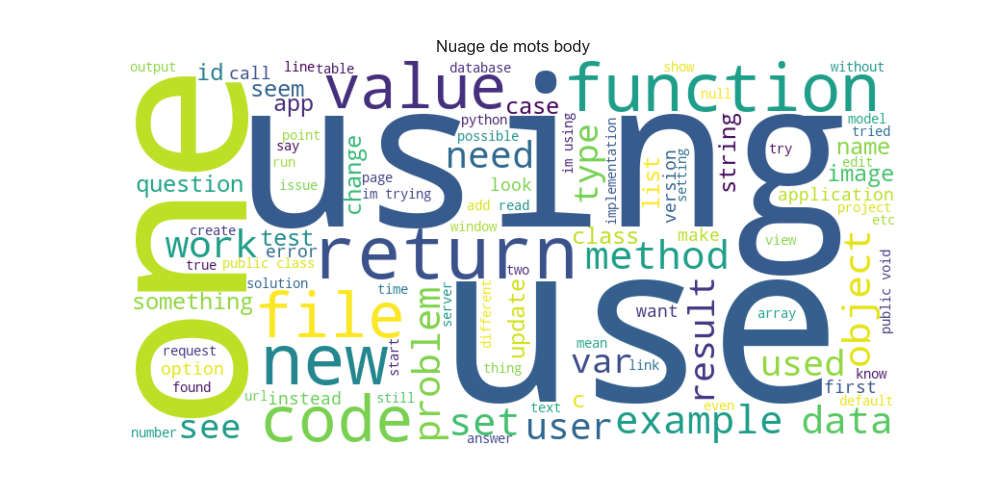 Nuage de mots body
output
id
call
line
table
database
show
without
seem
app
value
case
function
null
model
tried
one
using
python
possible
need
im using
implementation
type
list
version
setting
string
try
name
edit
image
point
say
run
issue
change
page
im trying
look
add
read
question
application
project
etc
create
work
test
error
true
public class
return
window
class
make
method
view
object
public void
solution
something
file
time
problem
server
two
different
update
use
want
result
array
request
option
found
new
start
thing
mean
var
link
used
know
first
url
instead
still
code
set
text
c
user
example
even
data
default
number
see
answer